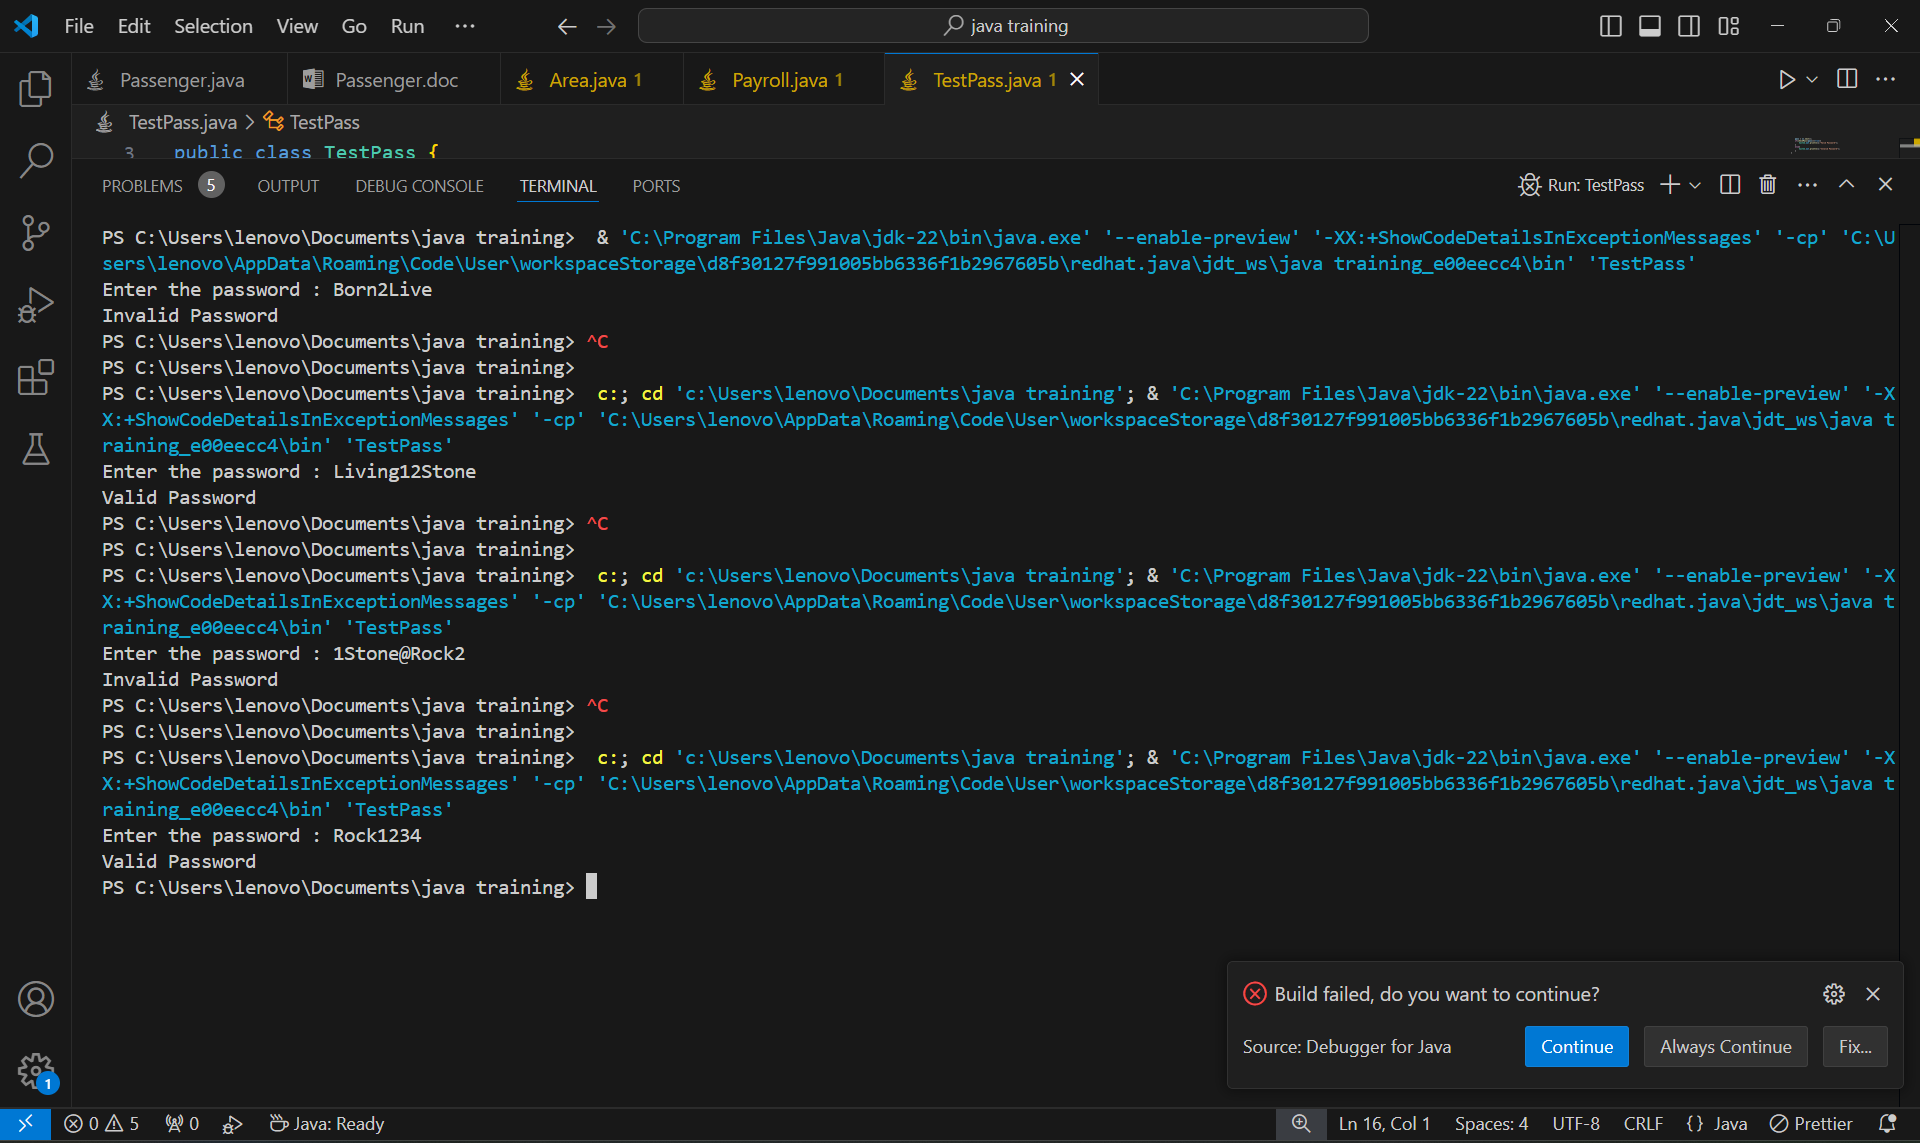 File Edit Selection View Go Run ··· java training
Passenger.java Passenger.doc Area.java 1 Payroll.java 1 TestPass.java 1
TestPass.java > TestPass
3 public class TestPass {
PROBLEMS 5 OUTPUT DEBUG CONSOLE TERMINAL PORTS Run: TestPass
PS C:\Users\lenovo\Documents\java training>  & 'C:\Program Files\Java\jdk-22\bin\java.exe' '--enable-preview' '-XX:+ShowCodeDetailsInExceptionMessages' '-cp' 'C:\U
sers\lenovo\AppData\Roaming\Code\User\workspaceStorage\d8f30127f991005bb6336f1b2967605b\redhat.java\jdt_ws\java training_e00eecc4\bin' 'TestPass'
Enter the password : Born2Live
Invalid Password
PS C:\Users\lenovo\Documents\java training> ^C
PS C:\Users\lenovo\Documents\java training>
PS C:\Users\lenovo\Documents\java training>  c:; cd 'c:\Users\lenovo\Documents\java training'; & 'C:\Program Files\Java\jdk-22\bin\java.exe' '--enable-preview' '-X
X:+ShowCodeDetailsInExceptionMessages' '-cp' 'C:\Users\lenovo\AppData\Roaming\Code\User\workspaceStorage\d8f30127f991005bb6336f1b2967605b\redhat.java\jdt_ws\java t
raining_e00eecc4\bin' 'TestPass'
Enter the password : Living12Stone
Valid Password
PS C:\Users\lenovo\Documents\java training> ^C
PS C:\Users\lenovo\Documents\java training>
PS C:\Users\lenovo\Documents\java training>  c:; cd 'c:\Users\lenovo\Documents\java training'; & 'C:\Program Files\Java\jdk-22\bin\java.exe' '--enable-preview' '-X
X:+ShowCodeDetailsInExceptionMessages' '-cp' 'C:\Users\lenovo\AppData\Roaming\Code\User\workspaceStorage\d8f30127f991005bb6336f1b2967605b\redhat.java\jdt_ws\java t
raining_e00eecc4\bin' 'TestPass'
Enter the password : 1Stone@Rock2
Invalid Password
PS C:\Users\lenovo\Documents\java training> ^C
PS C:\Users\lenovo\Documents\java training>
PS C:\Users\lenovo\Documents\java training>  c:; cd 'c:\Users\lenovo\Documents\java training'; & 'C:\Program Files\Java\jdk-22\bin\java.exe' '--enable-preview' '-X
X:+ShowCodeDetailsInExceptionMessages' '-cp' 'C:\Users\lenovo\AppData\Roaming\Code\User\workspaceStorage\d8f30127f991005bb6336f1b2967605b\redhat.java\jdt_ws\java t
raining_e00eecc4\bin' 'TestPass'
Enter the password : Rock1234
Valid Password
PS C:\Users\lenovo\Documents\java training>
Build failed, do you want to continue?
Source: Debugger for Java Continue Always Continue Fix...
1
0 5 0 Java: Ready Ln 16, Col 1 Spaces: 4 UTF-8 CRLF {} Java Prettier